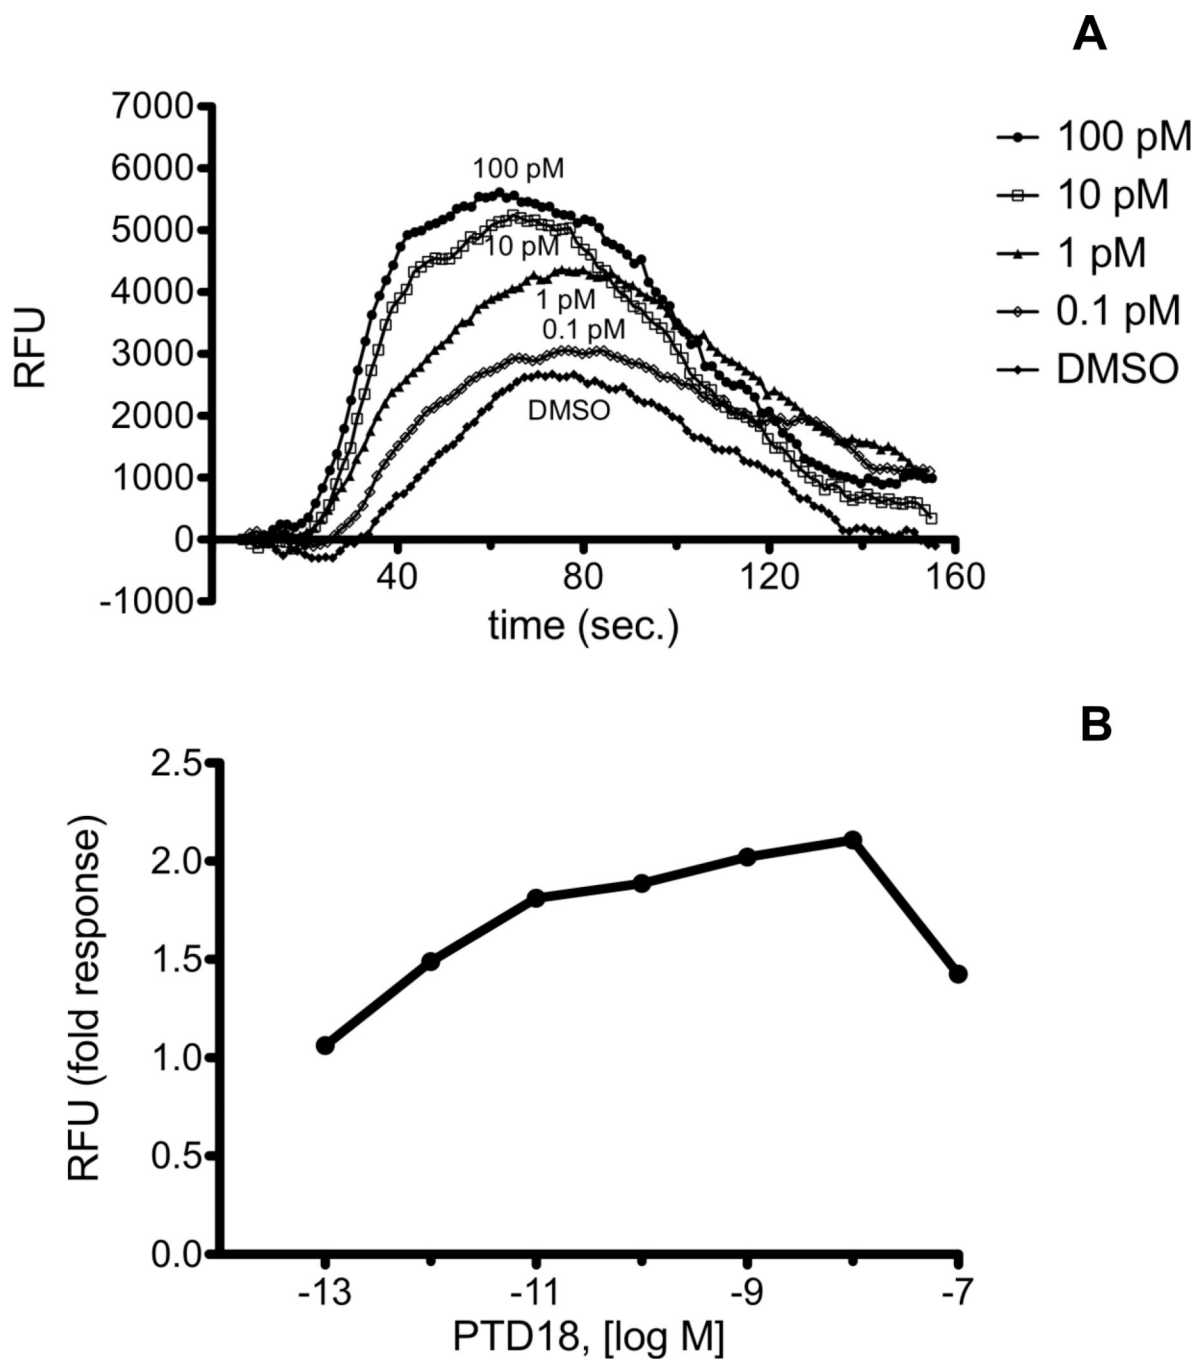 A
7000
6000
5000
4000
3000
2000
1000
0
-1000
RFU
100 pM
10 pM
1 pM
0.1 pM
DMSO
40 80 120 160
time (sec.)
100 pM
10 pM
1 pM
0.1 pM
DMSO
B
2.5
2.0
1.5
1.0
0.5
0.0
RFU (fold response)
-13 -11 -9 -7
PTD18, [log M]